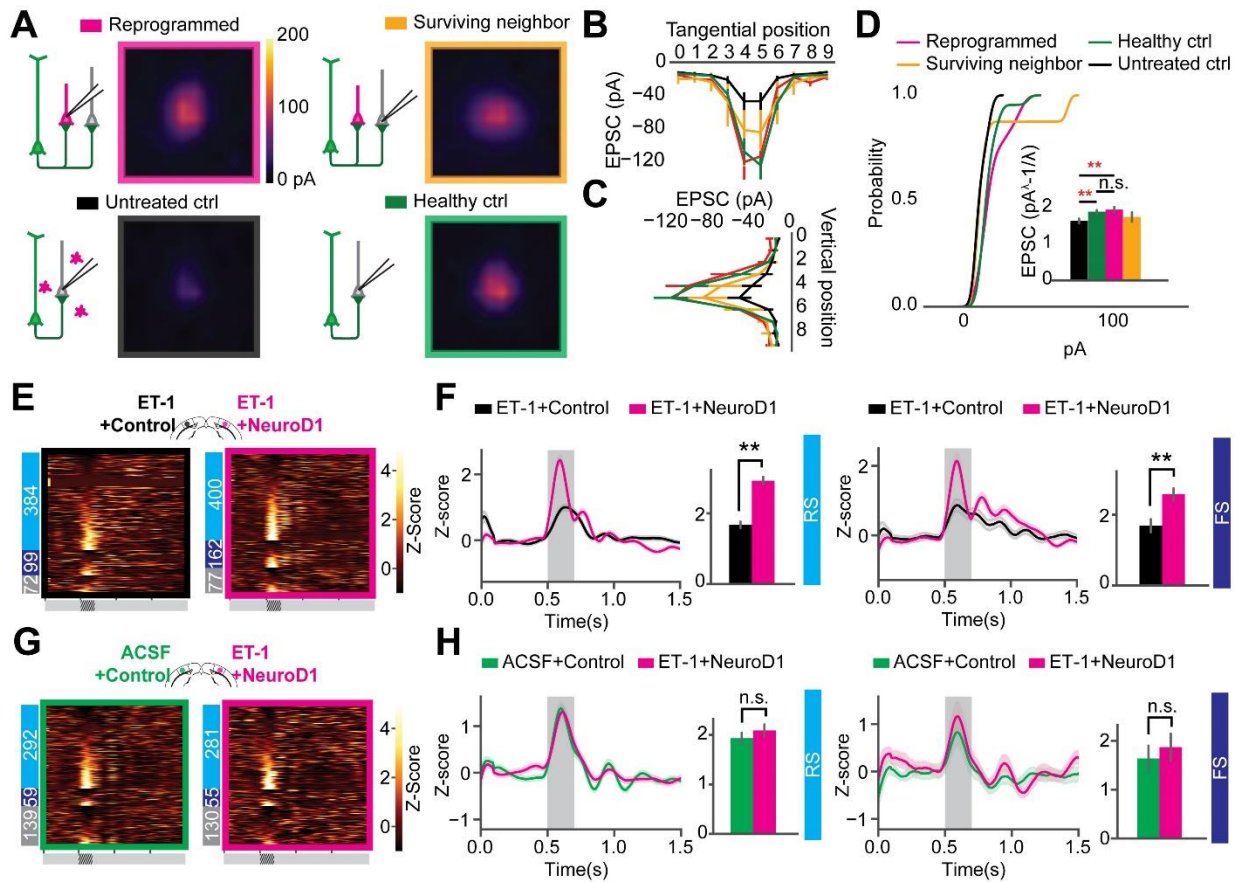 A
Reprogrammed
200
100
0 pA
Surviving neighbor
Untreated ctrl
Healthy ctrl
B
Tangential position
0 1 2 3 4 5 6 7 8 9
EPSC (pA)
0
−40
−80
−120
C
EPSC (pA)
−120 −80 −40 0
Vertical position
0
2
4
6
8
D
Reprogrammed
Healthy ctrl
Surviving neighbor
Untreated ctrl
Probability
1.0
0.5
0.0
0 100
pA
EPSC (pA^λ-1/λ)
2
1
0
**
**
n.s.
E
ET-1
+Control
ET-1
+NeuroD1
384
99
72
400
162
77
Z-Score
4
2
0
F
ET-1+Control ET-1+NeuroD1
Z-score
2
0
0.0 0.5 1.0 1.5
Time(s)
**
2
0
RS
ET-1+Control ET-1+NeuroD1
Z-score
2
0
0.0 0.5 1.0 1.5
Time(s)
**
2
0
FS
G
ACSF
+Control
ET-1
+NeuroD1
292
59
139
281
55
130
Z-Score
4
2
0
H
ACSF+Control ET-1+NeuroD1
Z-score
1
0
−1
0.0 0.5 1.0 1.5
Time(s)
n.s.
2
1
0
RS
ACSF+Control ET-1+NeuroD1
Z-score
1
0
−1
0.0 0.5 1.0 1.5
Time(s)
n.s.
2
1
0
FS